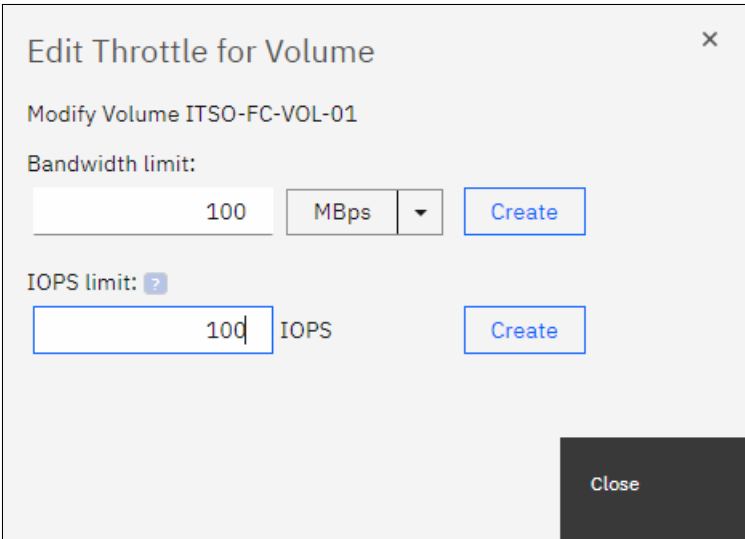 Edit Throttle for Volume
Modify Volume ITSO-FC-VOL-01
Bandwidth limit:
100 MBps Create
IOPS limit: ?
100 IOPS Create
Close